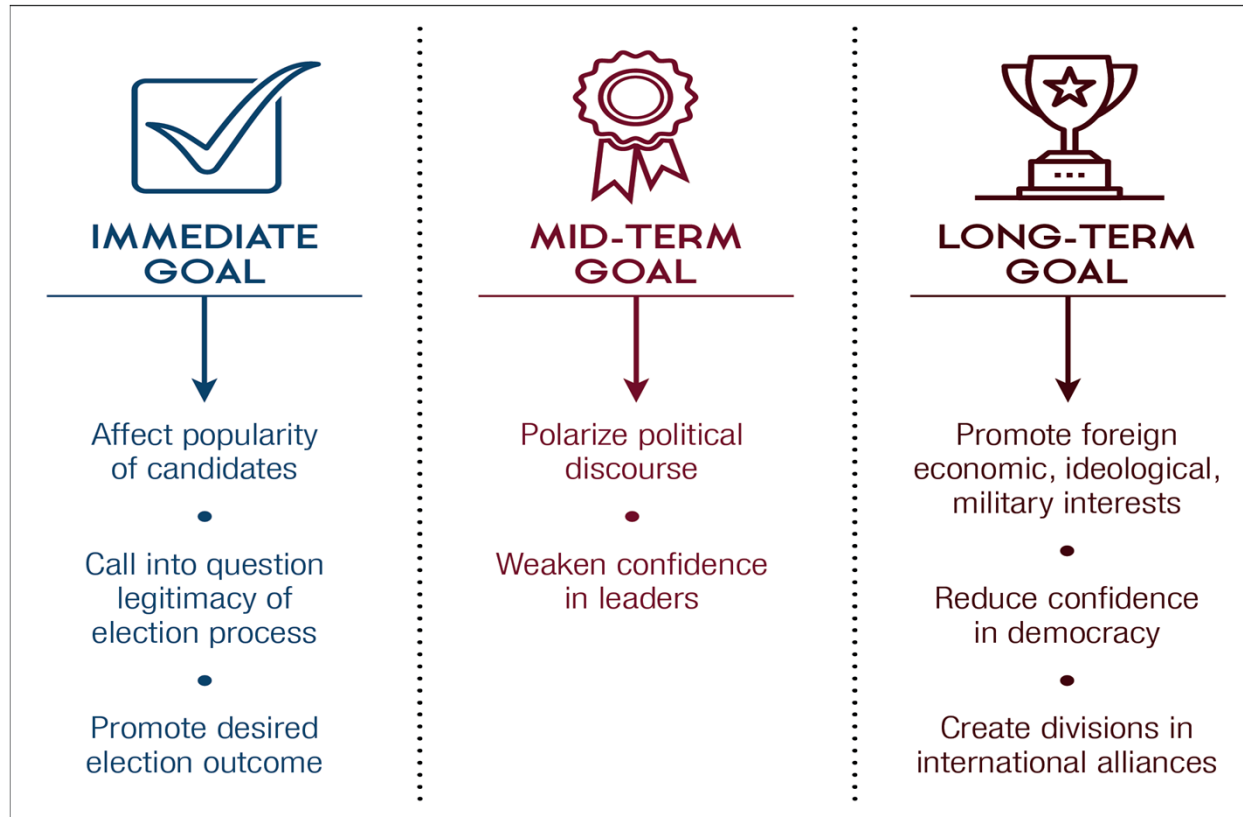 IMMEDIATE
GOAL
Affect popularity
of candidates
Call into question
legitimacy of
election process
Promote desired
election outcome
MID-TERM
GOAL
Polarize political
discourse
Weaken confidence
in leaders
LONG-TERM
GOAL
Promote foreign
economic, ideological,
military interests
Reduce confidence
in democracy
Create divisions in
international alliances